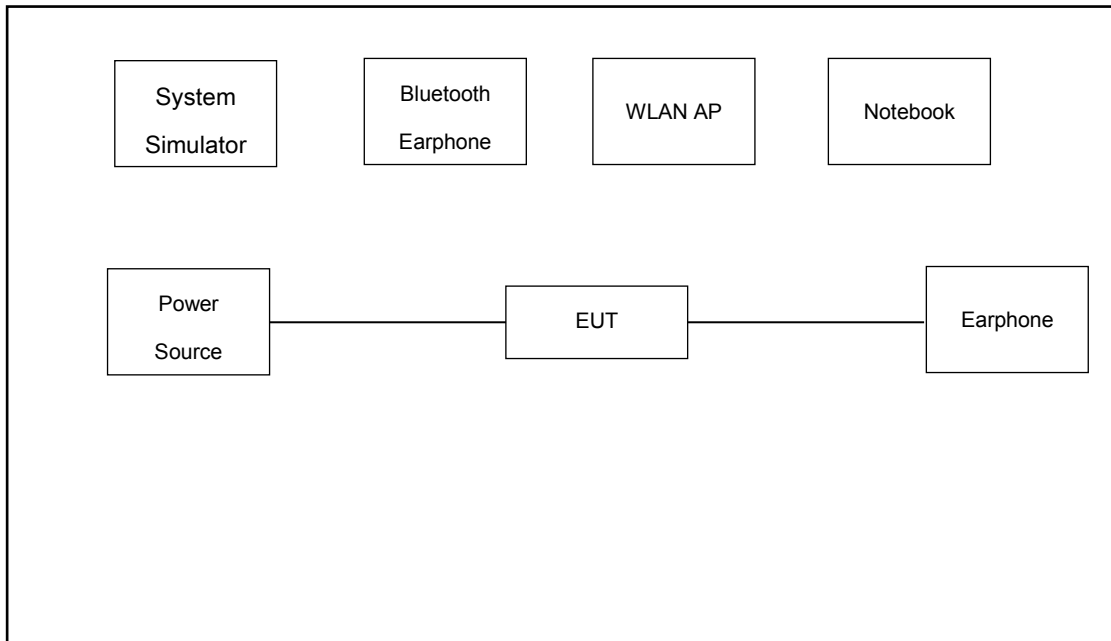 System
Simulator
Bluetooth
Earphone
WLAN AP
Notebook
Power
Source
EUT
Earphone